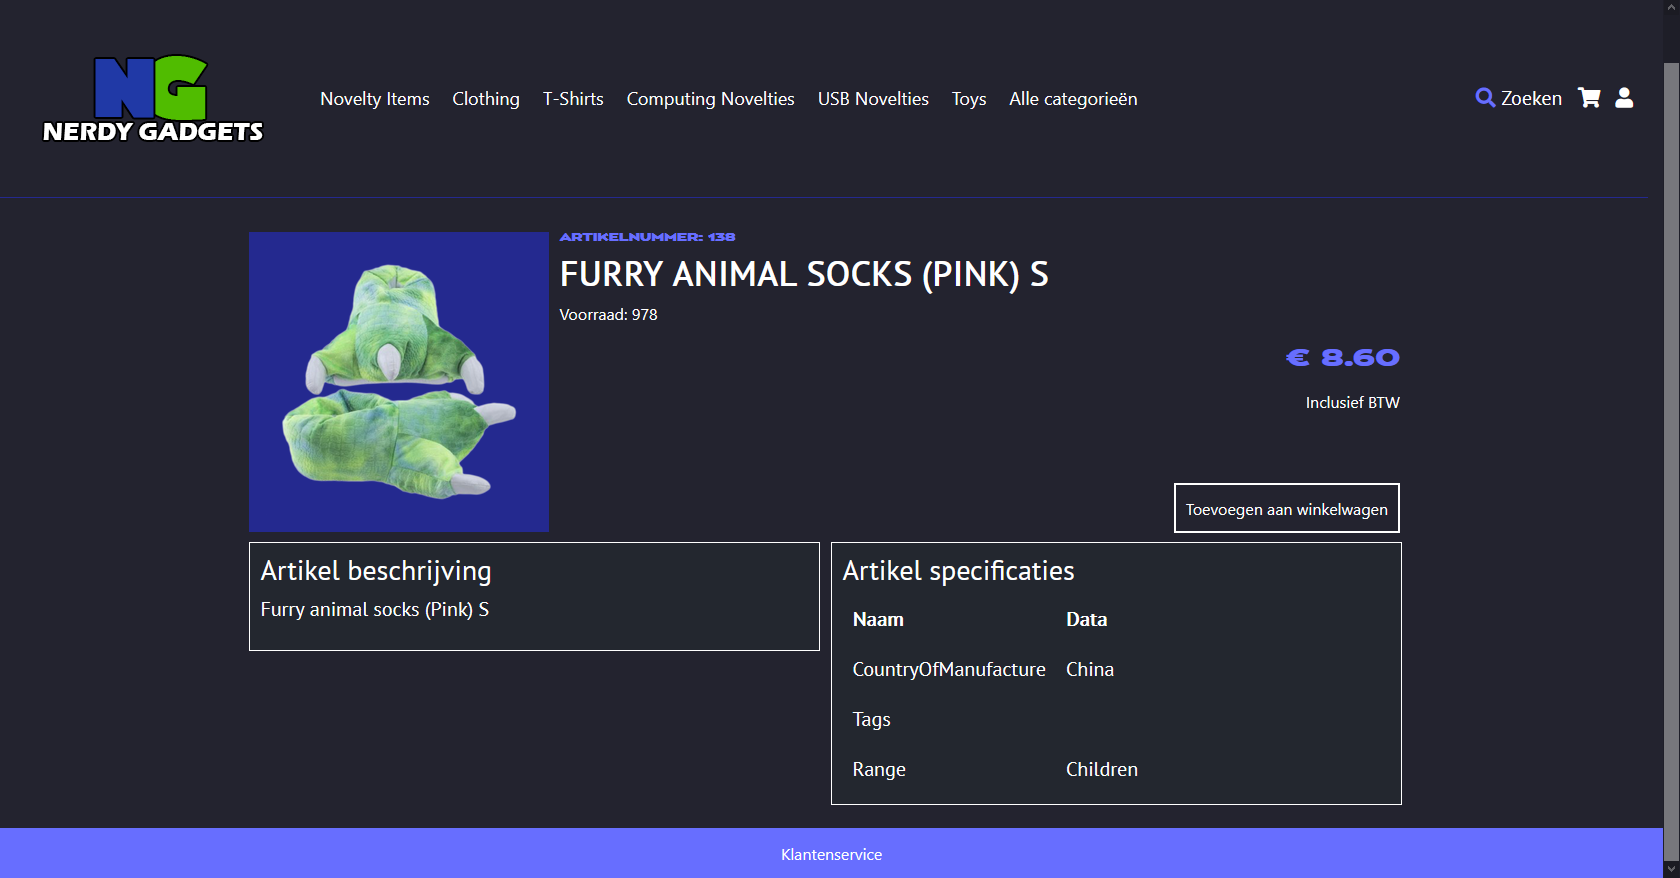 NG
NERDY GADGETS
Novelty Items Clothing T-Shirts Computing Novelties USB Novelties Toys Alle categorieën
Zoeken
ARTIKELNUMMER: 138
FURRY ANIMAL SOCKS (PINK) S
Voorraad: 978
€ 8.60
Inclusief BTW
Toevoegen aan winkelwagen
Artikel beschrijving
Furry animal socks (Pink) S
Artikel specificaties
Naam Data
CountryOfManufacture China
Tags
Range Children
Klantenservice